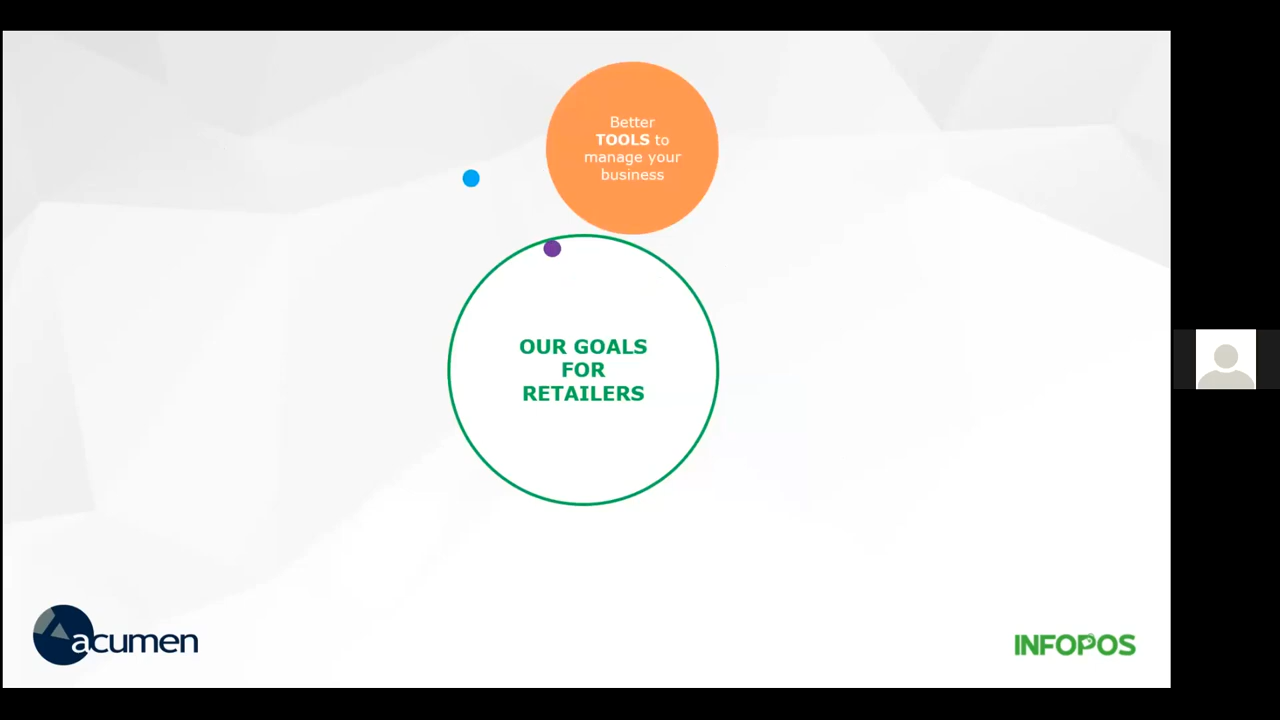 Better
TOOLS to
manage your
business
OUR GOALS
FOR
RETAILERS
acumen
INFOPOS